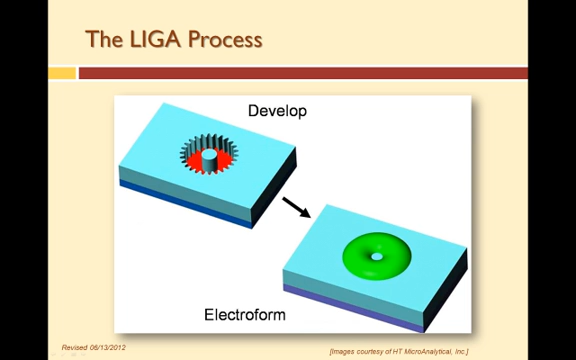 The LIGA Process
Develop
Electroform
Revised 06/13/2012
[Images courtesy of HT MicroAnalytical, Inc.]